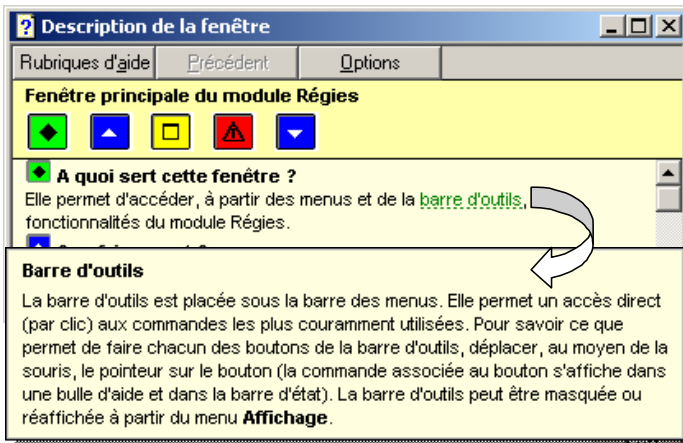 Description de la fenêtre
Rubriques d'aide Précédent Options
Fenêtre principale du module Régies
A quoi sert cette fenêtre ?
Elle permet d'accéder, à partir des menus et de la barre d'outils,
fonctionnalités du module Régies.
Barre d'outils
La barre d'outils est placée sous la barre des menus. Elle permet un accès direct
(par clic) aux commandes les plus couramment utilisées. Pour savoir ce que
permet de faire chacun des boutons de la barre d'outils, déplacer, au moyen de la
souris, le pointeur sur le bouton (la commande associée au bouton s'affiche dans
une bulle d'aide et dans la barre d'état). La barre d'outils peut être masquée ou
réaffichée à partir du menu Affichage.